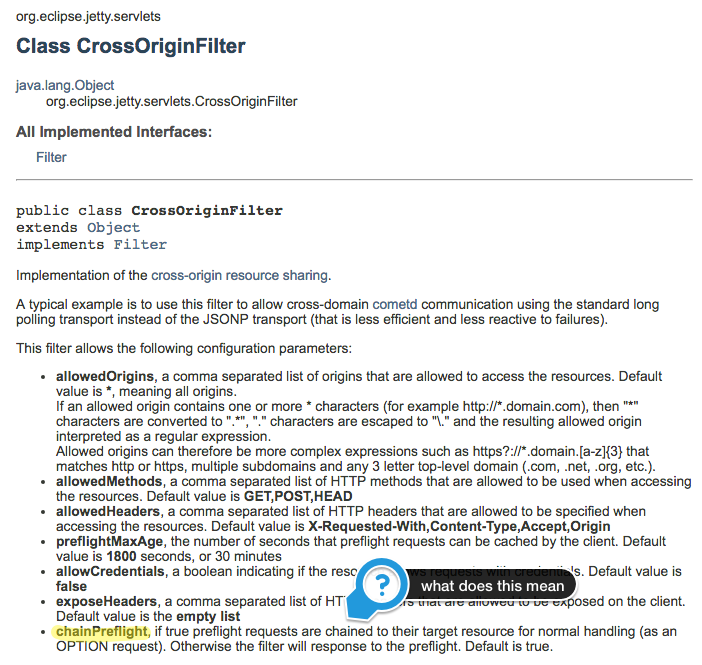 org.eclipse.jetty.servlets
Class CrossOriginFilter
java.lang.Object
org.eclipse.jetty.servlets.CrossOriginFilter
All Implemented Interfaces:
Filter
public class CrossOriginFilter
extends Object
implements Filter
Implementation of the cross-origin resource sharing.
A typical example is to use this filter to allow cross-domain cometd communication using the standard long
polling transport instead of the JSONP transport (that is less efficient and less reactive to failures).
This filter allows the following configuration parameters:
• allowedOrigins, a comma separated list of origins that are allowed to access the resources. Default
value is *, meaning all origins.
If an allowed origin contains one or more * characters (for example http://*.domain.com), then "*"
characters are converted to ".*", "." characters are escaped to "\." and the resulting allowed origin
interpreted as a regular expression.
Allowed origins can therefore be more complex expressions such as https?://*.domain.[a-z]{3} that
matches http or https, multiple subdomains and any 3 letter top-level domain (.com, .net, .org, etc.).
• allowedMethods, a comma separated list of HTTP methods that are allowed to be used when accessing
the resources. Default value is GET,POST,HEAD
• allowedHeaders, a comma separated list of HTTP headers that are allowed to be specified when
accessing the resources. Default value is X-Requested-With,Content-Type,Accept,Origin
• preflightMaxAge, the number of seconds that preflight requests can be cached by the client. Default
value is 1800 seconds, or 30 minutes
• allowCredentials, a boolean indicating if the requests with credentials. Default value is
false
? what does this mean
• exposeHeaders, a comma separated list of that are allowed to be exposed on the client.
Default value is the empty list
• chainPreflight, if true preflight requests are chained to their target resource for normal handling (as an
OPTION request). Otherwise the filter will response to the preflight. Default is true.